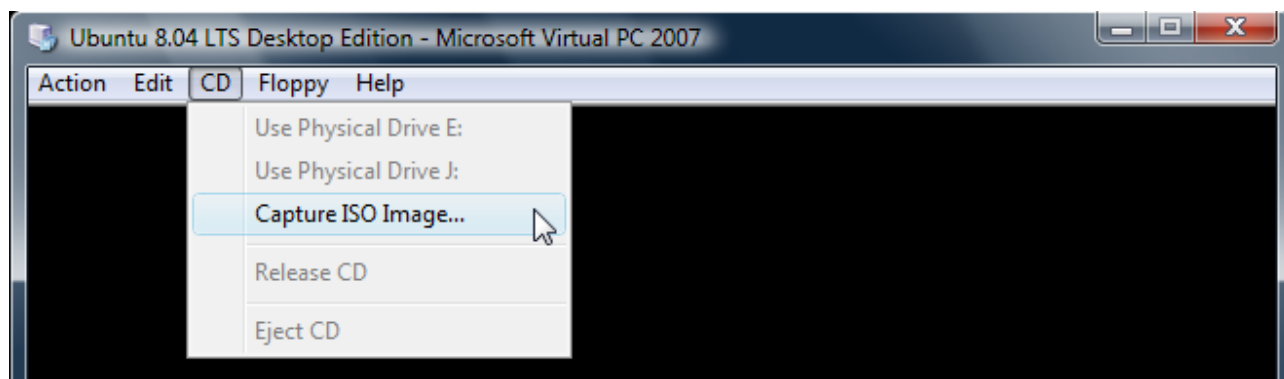 Ubuntu 8.04 LTS Desktop Edition - Microsoft Virtual PC 2007
Action Edit CD Floppy Help
Use Physical Drive E:
Use Physical Drive J:
Capture ISO Image...
Release CD
Eject CD